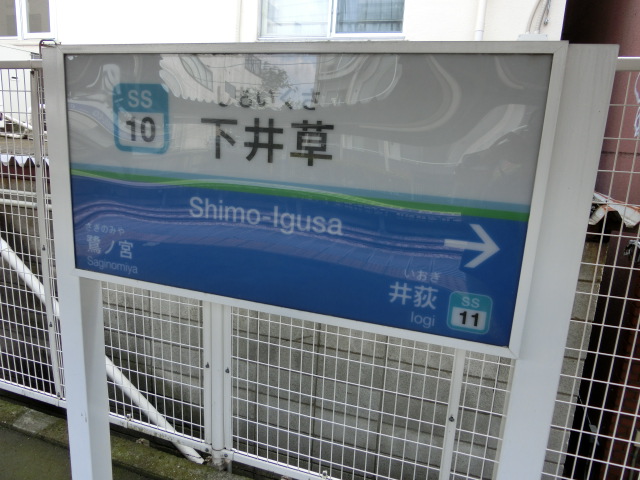 しもいぐさ
SS
10
下井草
Shimo-Igusa
さぎのみや
鷺ノ宮
Saginomiya
いおぎ
井荻
Iogi
SS
11